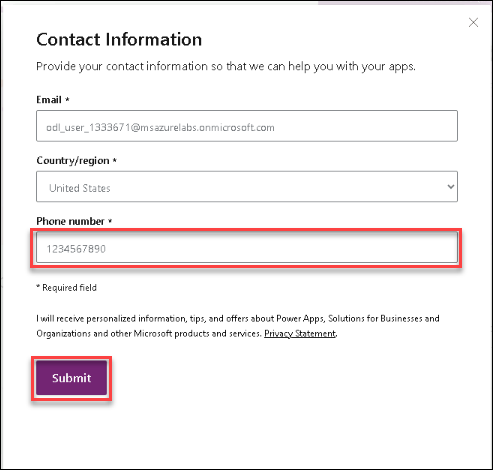 Contact Information
Provide your contact information so that we can help you with your apps.
Email *
odl_user_1333671@msazurelabs.onmicrosoft.com
Country/region *
United States
Phone number *
1234567890
* Required field
I will receive personalized information, tips, and offers about Power Apps, Solutions for Businesses and
Organizations and other Microsoft products and services. Privacy Statement.
Submit